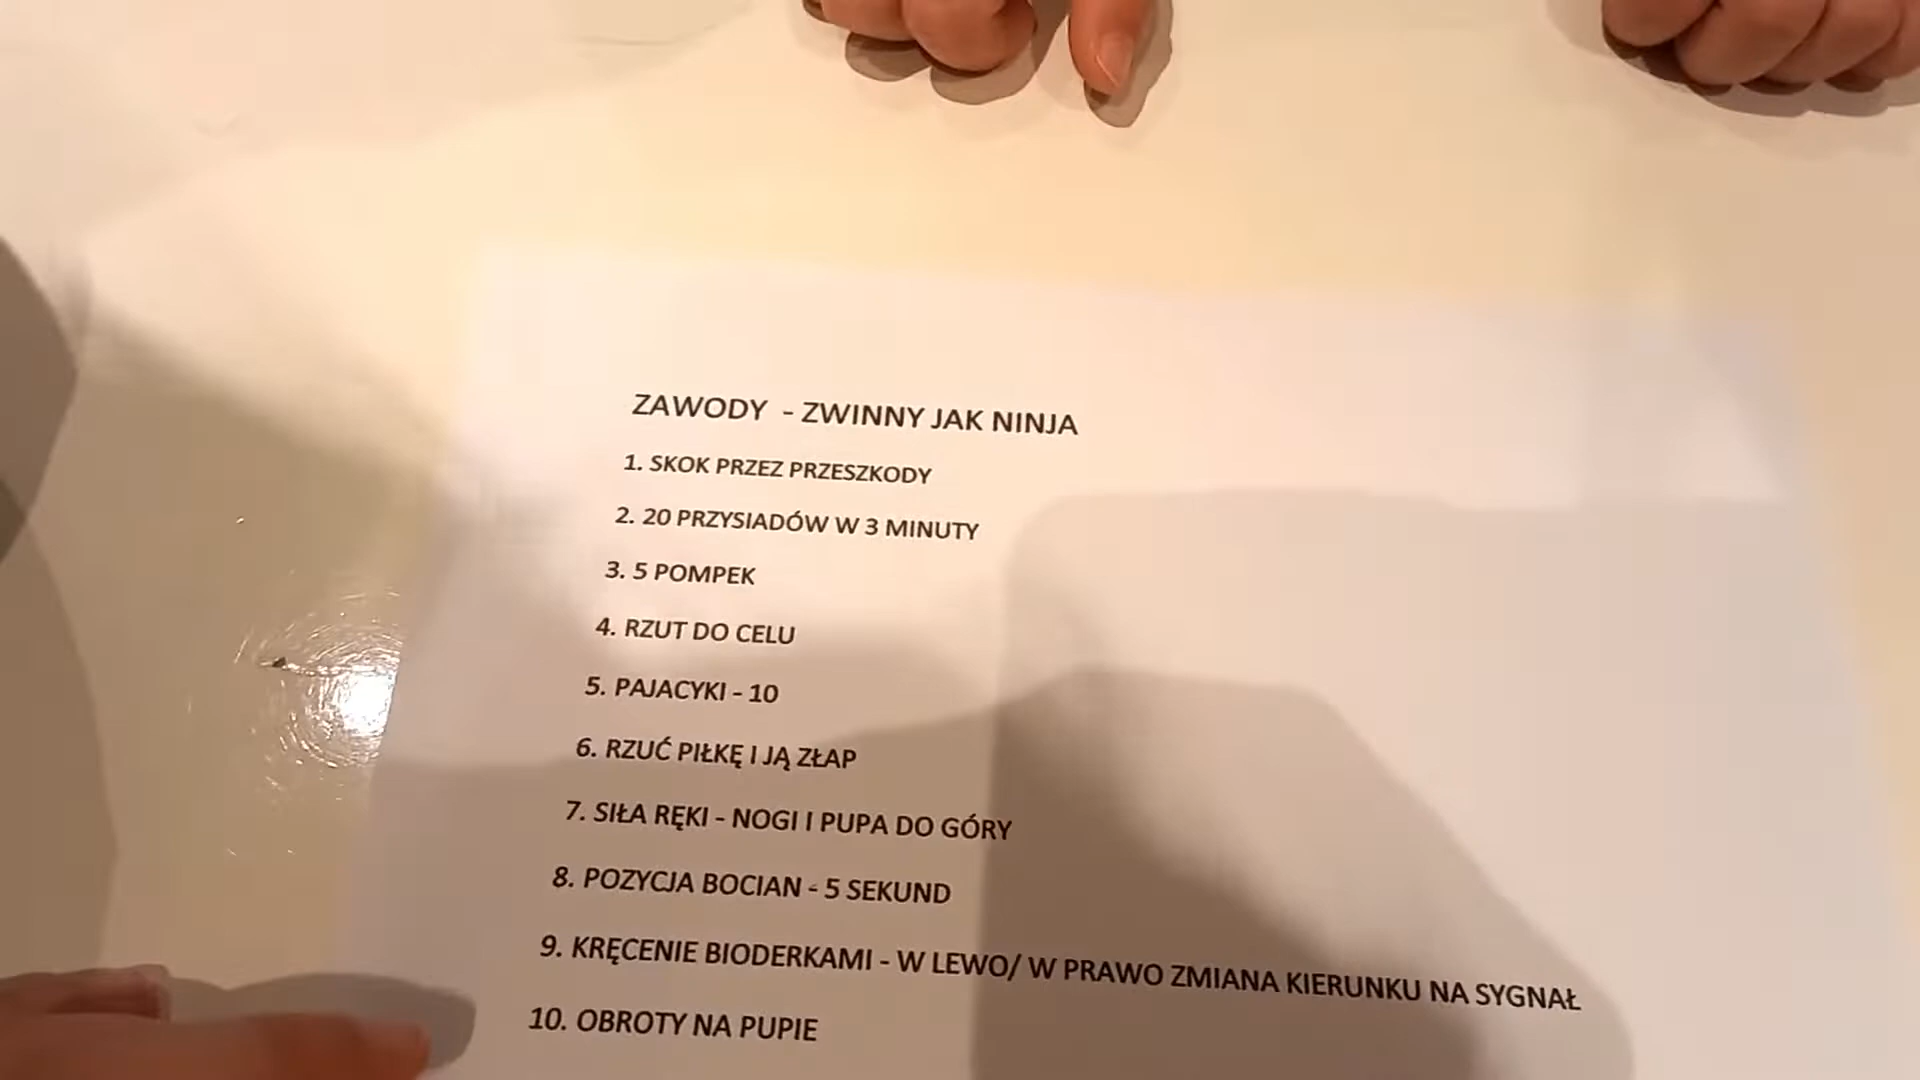 ZAWODY - ZWINNY JAK NINJA
1. SKOK PRZEZ PRZESZKODY
2. 20 PRZYSIADÓW W 3 MINUTY
3. 5 POMPEK
4. RZUT DO CELU
5. PAJACYKI - 10
6. RZUĆ PIŁKĘ I JĄ ZŁAP
7. SIŁA RĘKI - NOGI I PUPA DO GÓRY
8. POZYCJA BOCIAN - 5 SEKUND
9. KRĘCENIE BIODERKAMI - W LEWO/ W PRAWO ZMIANA KIERUNKU NA SYGNAŁ
10. OBROTY NA PUPIE